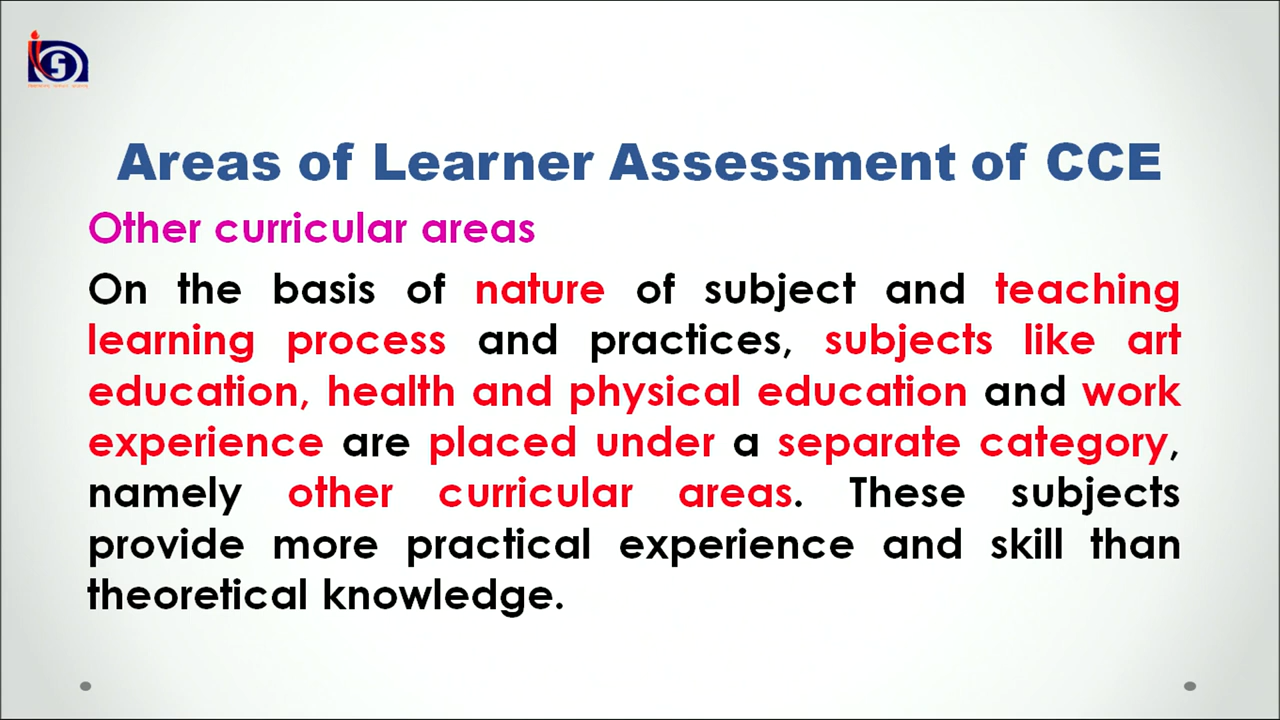 Areas of Learner Assessment of CCE
Other curricular areas
On the basis of nature of subject and teaching
learning process and practices, subjects like art
education, health and physical education and work
experience are placed under a separate category,
namely other curricular areas. These subjects
provide more practical experience and skill than
theoretical knowledge.